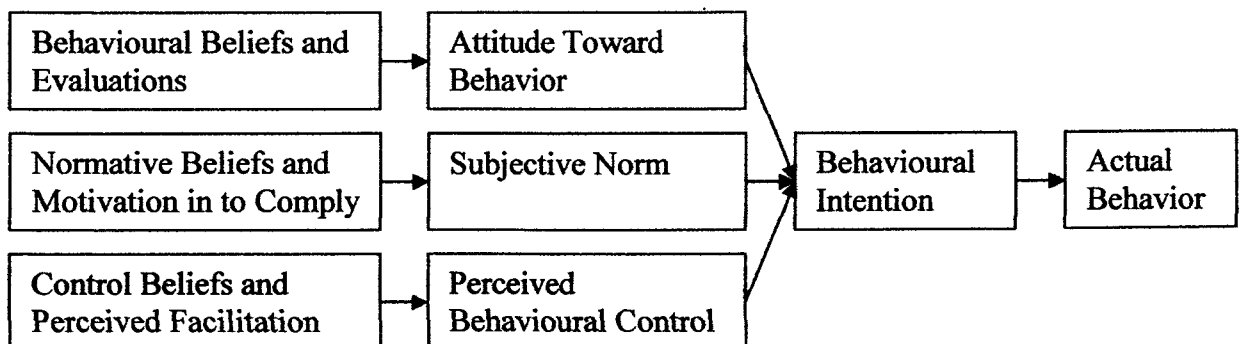 Behavioural Beliefs and
Evaluations
Attitude Toward
Behavior
Normative Beliefs and
Motivation in to Comply
Subjective Norm
Behavioural
Intention
Actual
Behavior
Control Beliefs and
Perceived Facilitation
Perceived
Behavioural Control